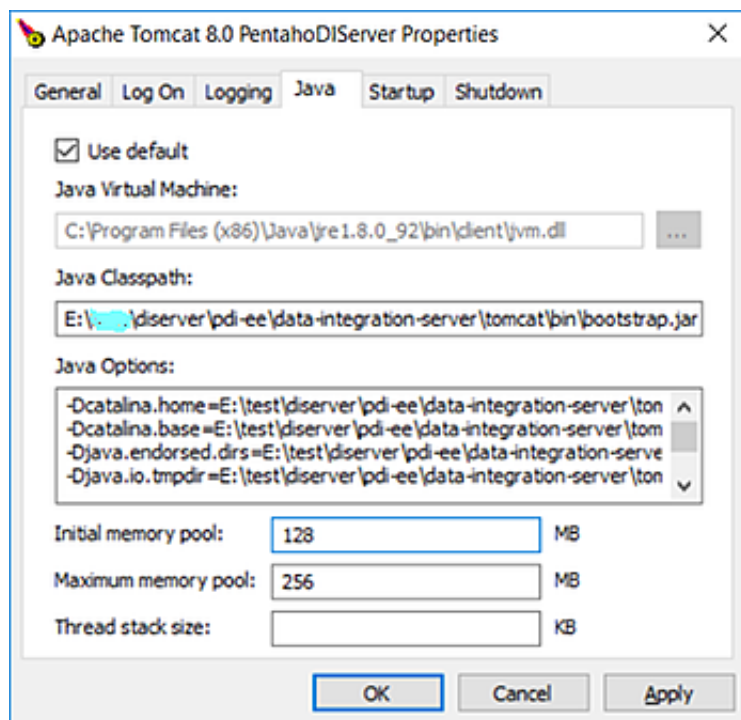 Apache Tomcat 8.0 PentahoDIServer Properties
General Log On Logging Java Startup Shutdown
Use default
Java Virtual Machine:
C:\Program Files (x86)\Java\jre1.8.0_92\bin\client\jvm.dll ...
Java Classpath:
E:\ \diserver\pdi-ee\data-integration-server\tomcat\bin\bootstrap.jar
Java Options:
-Dcatalina.home=E:\test\diserver\pdi-ee\data-integration-server\tom
-Dcatalina.base=E:\test\diserver\pdi-ee\data-integration-server\tom
-Djava.endorsed.dirs=E:\test\diserver\pdi-ee\data-integration-serve
-Djava.io.tmpdir=E:\test\diserver\pdi-ee\data-integration-server\ton
Initial memory pool: 128 MB
Maximum memory pool: 256 MB
Thread stack size: KB
OK Cancel Apply